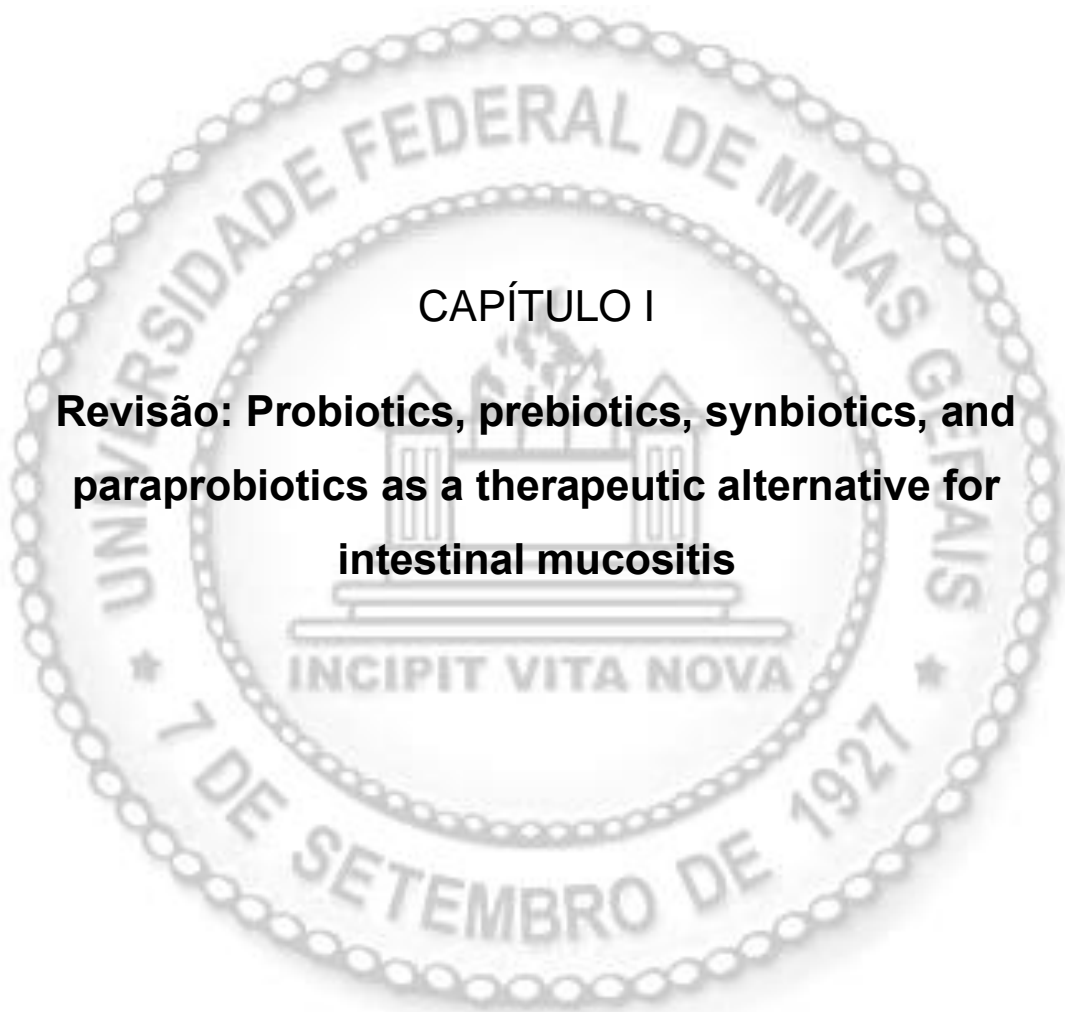 UNIVERSIDADE FEDERAL DE MINAS GERAIS
CAPÍTULO I
Revisão: Probiotics, prebiotics, synbiotics, and
paraprobiotics as a therapeutic alternative for
intestinal mucositis
INCIPIT VITA NOVA
* 7 DE SETEMBRO DE 1927 *